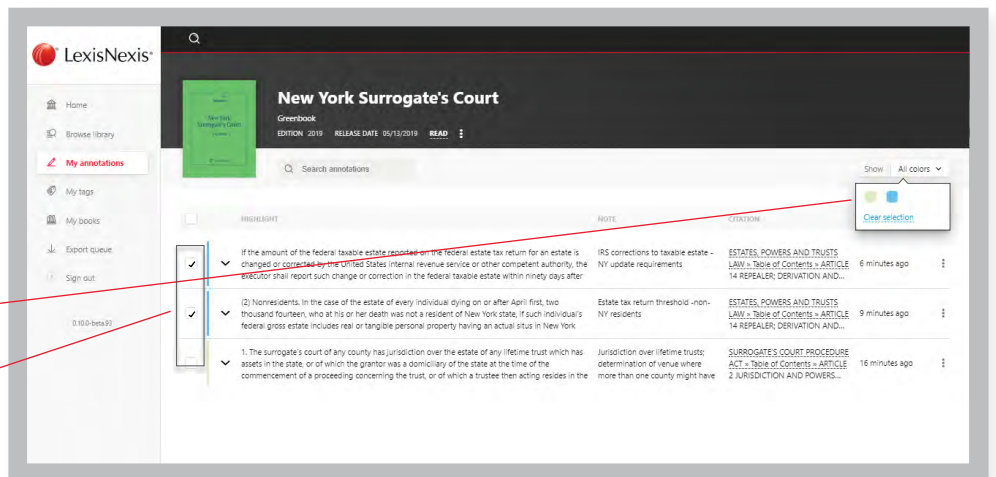 LexisNexis®
Home
Browse library
My annotations
My tags
My books
Export queue
Sign out
0.10.0-beta.93
New York Surrogate's Court
Greenbook
EDITION 2019 RELEASE DATE 05/13/2019 READ
Search annotations
Show All colors
Clear selection
HIGHLIGHT NOTE CITATION
If the amount of the federal taxable estate reported on the federal estate tax return for an estate is
changed or corrected by the United States internal revenue service or other competent authority, the
executor shall report such change or correction in the federal taxable estate within ninety days after
IRS corrections to taxable estate -
NY update requirements
ESTATES, POWERS AND TRUSTS
LAW » Table of Contents » ARTICLE
14 REPEALER; DERIVATION AND...
6 minutes ago
(2) Nonresidents. In the case of the estate of every individual dying on or after April first, two
thousand fourteen, who at his or her death was not a resident of New York state, if such individual's
federal gross estate includes real or tangible personal property having an actual situs in New York
Estate tax return threshold -non-
NY residents
ESTATES, POWERS AND TRUSTS
LAW » Table of Contents » ARTICLE
14 REPEALER; DERIVATION AND...
9 minutes ago
1. The surrogate's court of any county has jurisdiction over the estate of any lifetime trust which has
assets in the state, or of which the grantor was a domiciliary of the state at the time of the
commencement of a proceeding concerning the trust, or of which a trustee then acting resides in the
Jurisdiction over lifetime trusts;
determination of venue where
more than one county might have
SURROGATE'S COURT PROCEDURE
ACT » Table of Contents » ARTICLE
2 JURISDICTION AND POWERS...
16 minutes ago